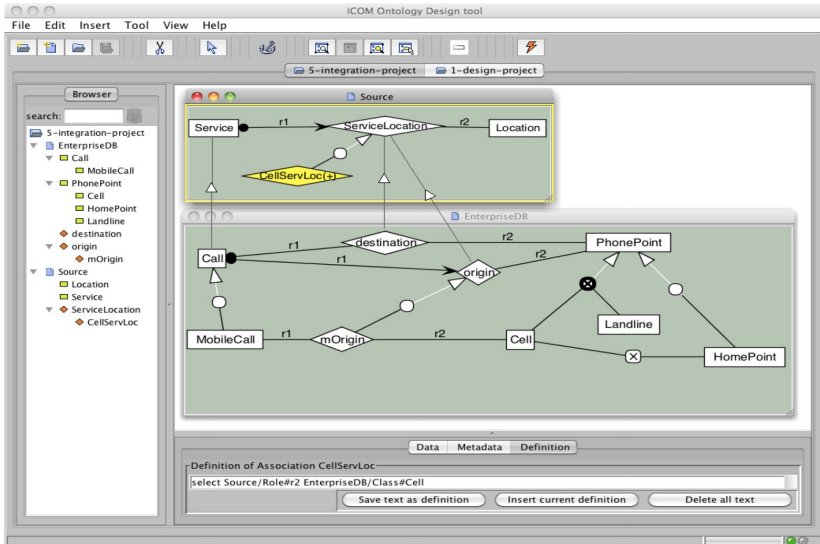 ICOM Ontology Design tool
File Edit Insert Tool View Help
5-integration-project 1-design-project
Browser
search:
5-integration-project
EnterpriseDB
Call
MobileCall
PhonePoint
Cell
HomePoint
Landline
destination
origin
mOrigin
Source
Location
Service
ServiceLocation
CellServLoc
Source
Service r1 ServiceLocation r2 Location
CellServLoc(+)
EnterpriseDB
Call r1 destination r2 PhonePoint
r1 origin r2
MobileCall r1 mOrigin r2 Cell Landline
HomePoint
Data Metadata Definition
Definition of Association CellServLoc
select Source/Role#r2 EnterpriseDB/Class#Cell
Save text as definition Insert current definition Delete all text